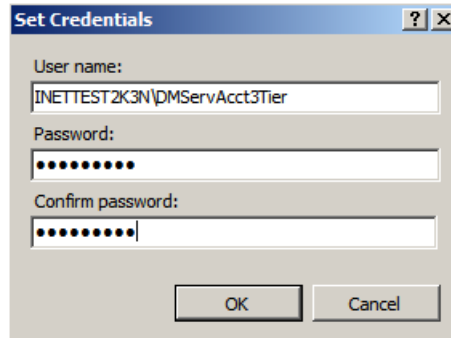 Set Credentials
User name:
INETTEST2K3N\DMServAcct3Tier
Password:
●●●●●●●●●
Confirm password:
●●●●●●●●●
OK
Cancel